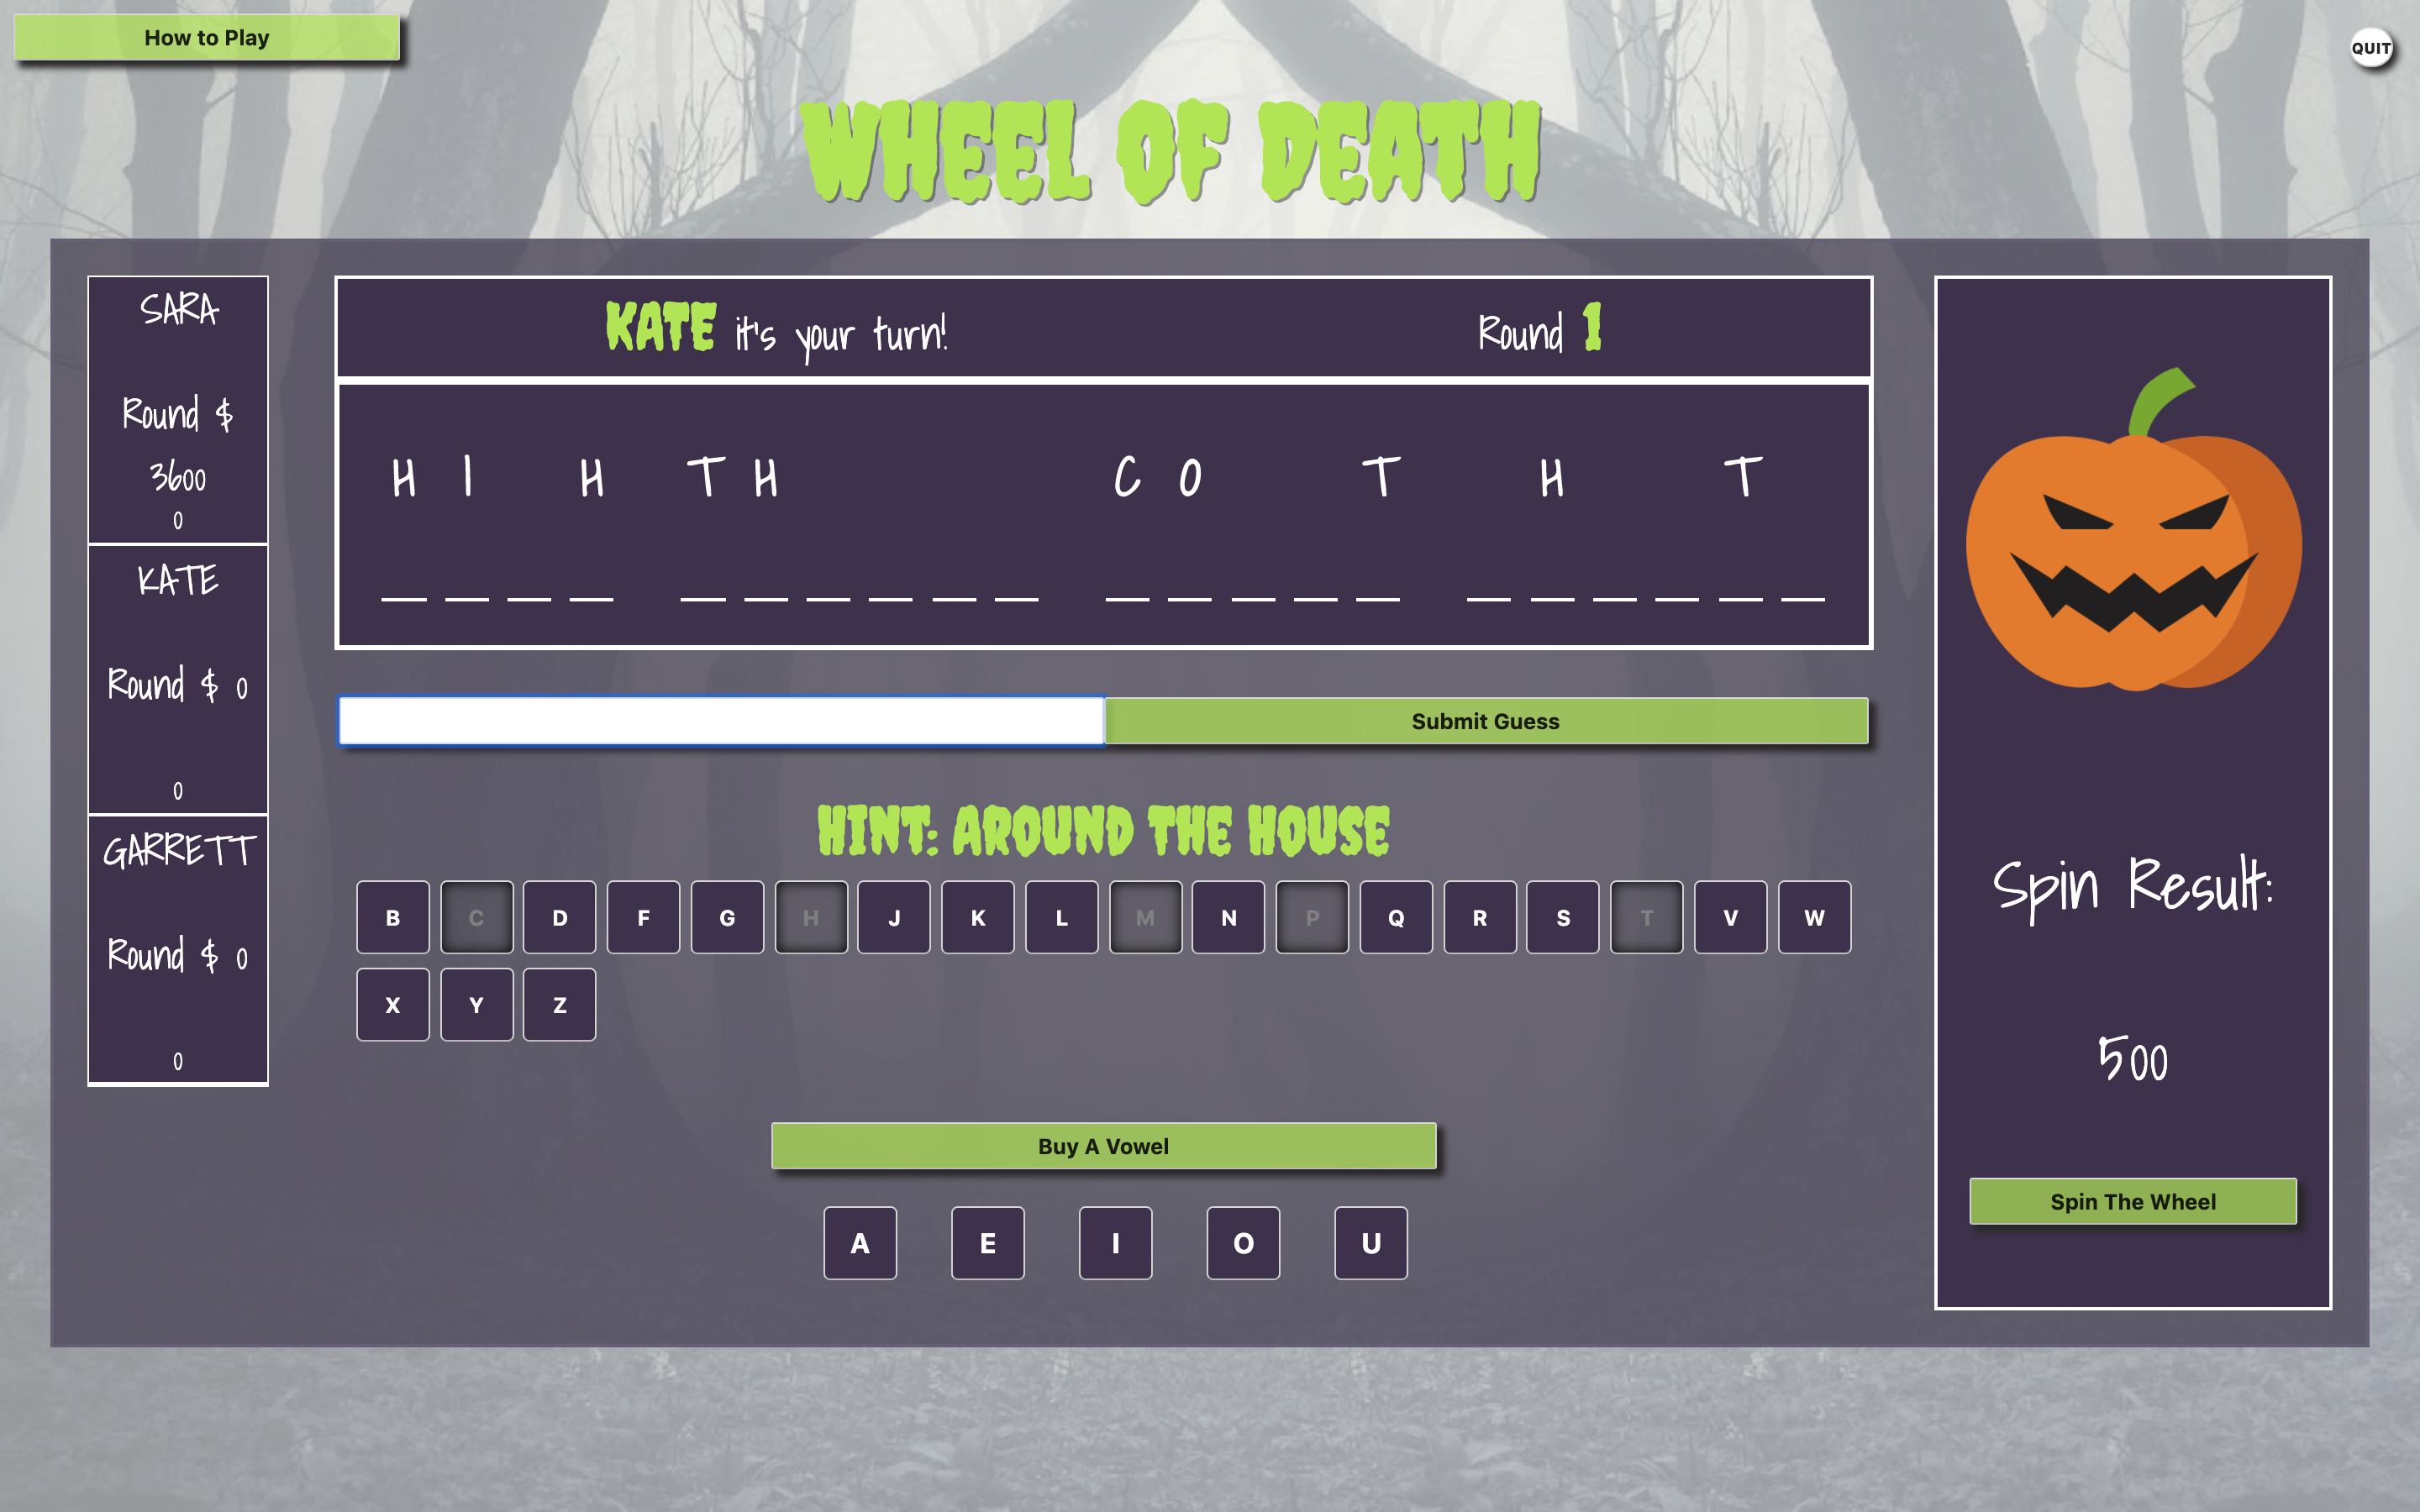 How to Play
QUIT
WHEEL OF DEATH
SARA
Round $
3600
0
KATE
Round $ 0
0
GARRETT
Round $ 0
0
KATE it's your turn! Round 1
H I H T H C O T H T
Submit Guess
HINT: AROUND THE HOUSE
B C D F G H J K L M N P Q R S T V W
X Y Z
Buy A Vowel
A E I O U
Spin Result:
500
Spin The Wheel